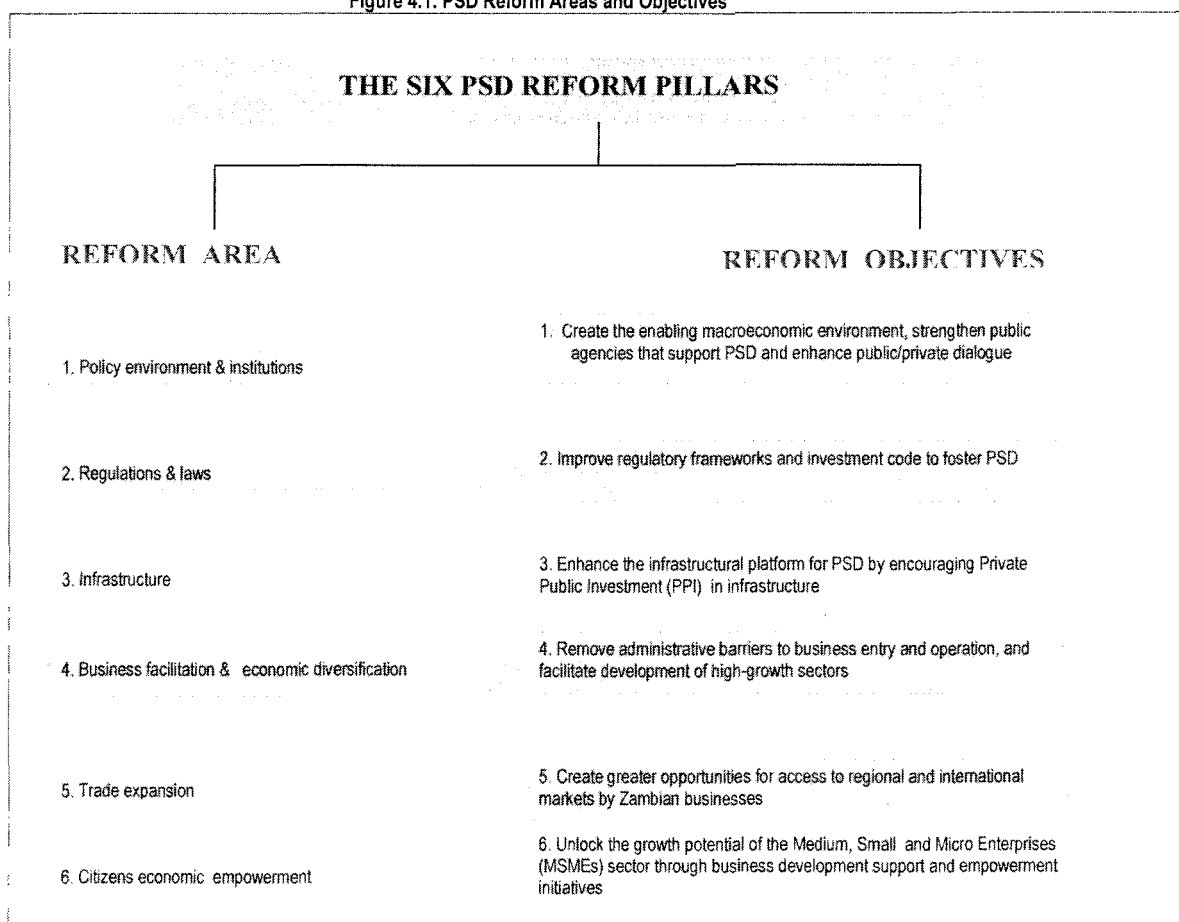 Figure 4.1. PSD Reform Areas and Objectives
THE SIX PSD REFORM PILLARS
REFORM AREA
REFORM OBJECTIVES
1. Policy environment & institutions
1. Create the enabling macroeconomic environment, strengthen public
agencies that support PSD and enhance public/private dialogue
2. Regulations & laws
2. Improve regulatory frameworks and investment code to foster PSD
3. Infrastructure
3. Enhance the infrastructural platform for PSD by encouraging Private
Public Investment (PPI) in infrastructure
4. Business facilitation & economic diversification
4. Remove administrative barriers to business entry and operation, and
facilitate development of high-growth sectors
5. Trade expansion
5. Create greater opportunities for access to regional and international
markets by Zambian businesses
6. Citizens economic empowerment
6. Unlock the growth potential of the Medium, Small and Micro Enterprises
(MSMEs) sector through business development support and empowerment
initiatives